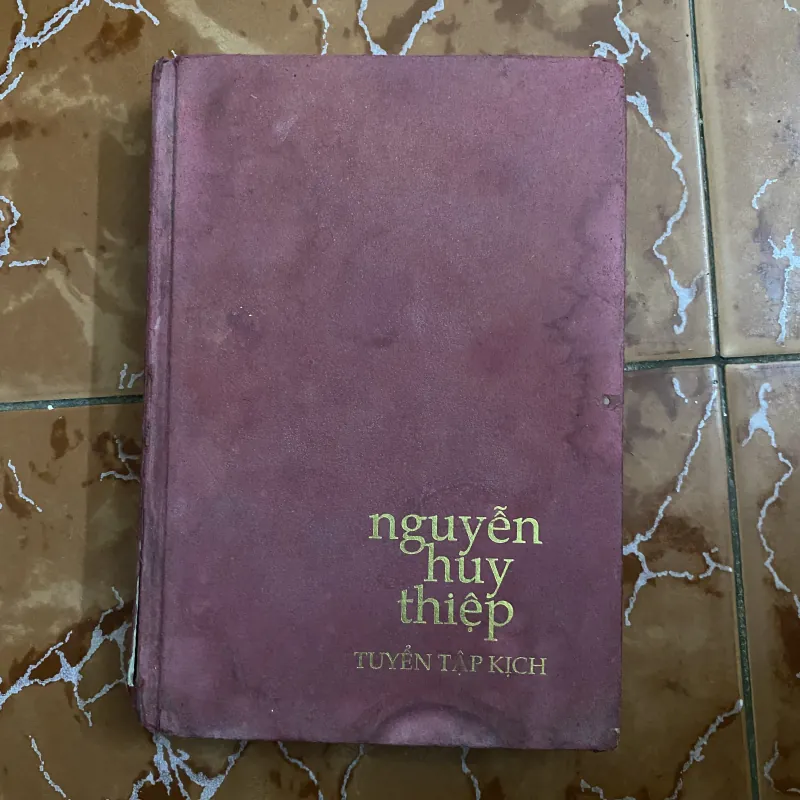 nguyễn
huy
thiệp
TUYỂN TẬP KỊCH